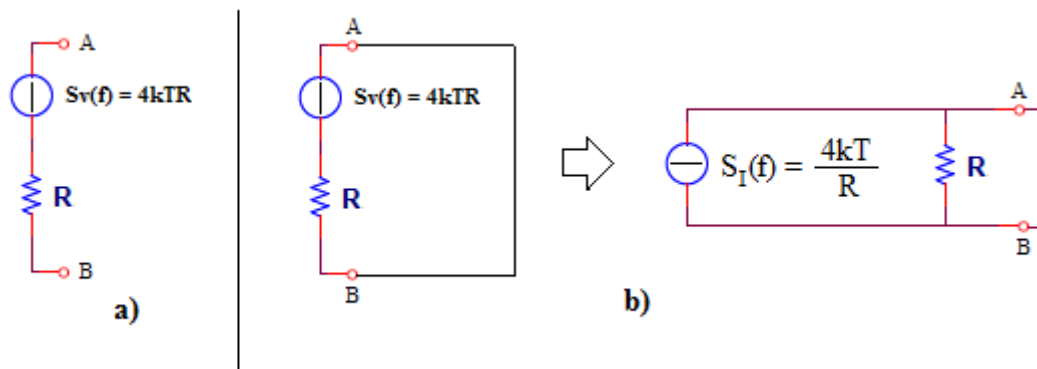 A
Sv(f) = 4kTR
R
B
a)
A
Sv(f) = 4kTR
R
B
A
S_I(f) = 4kT/R
R
B
b)